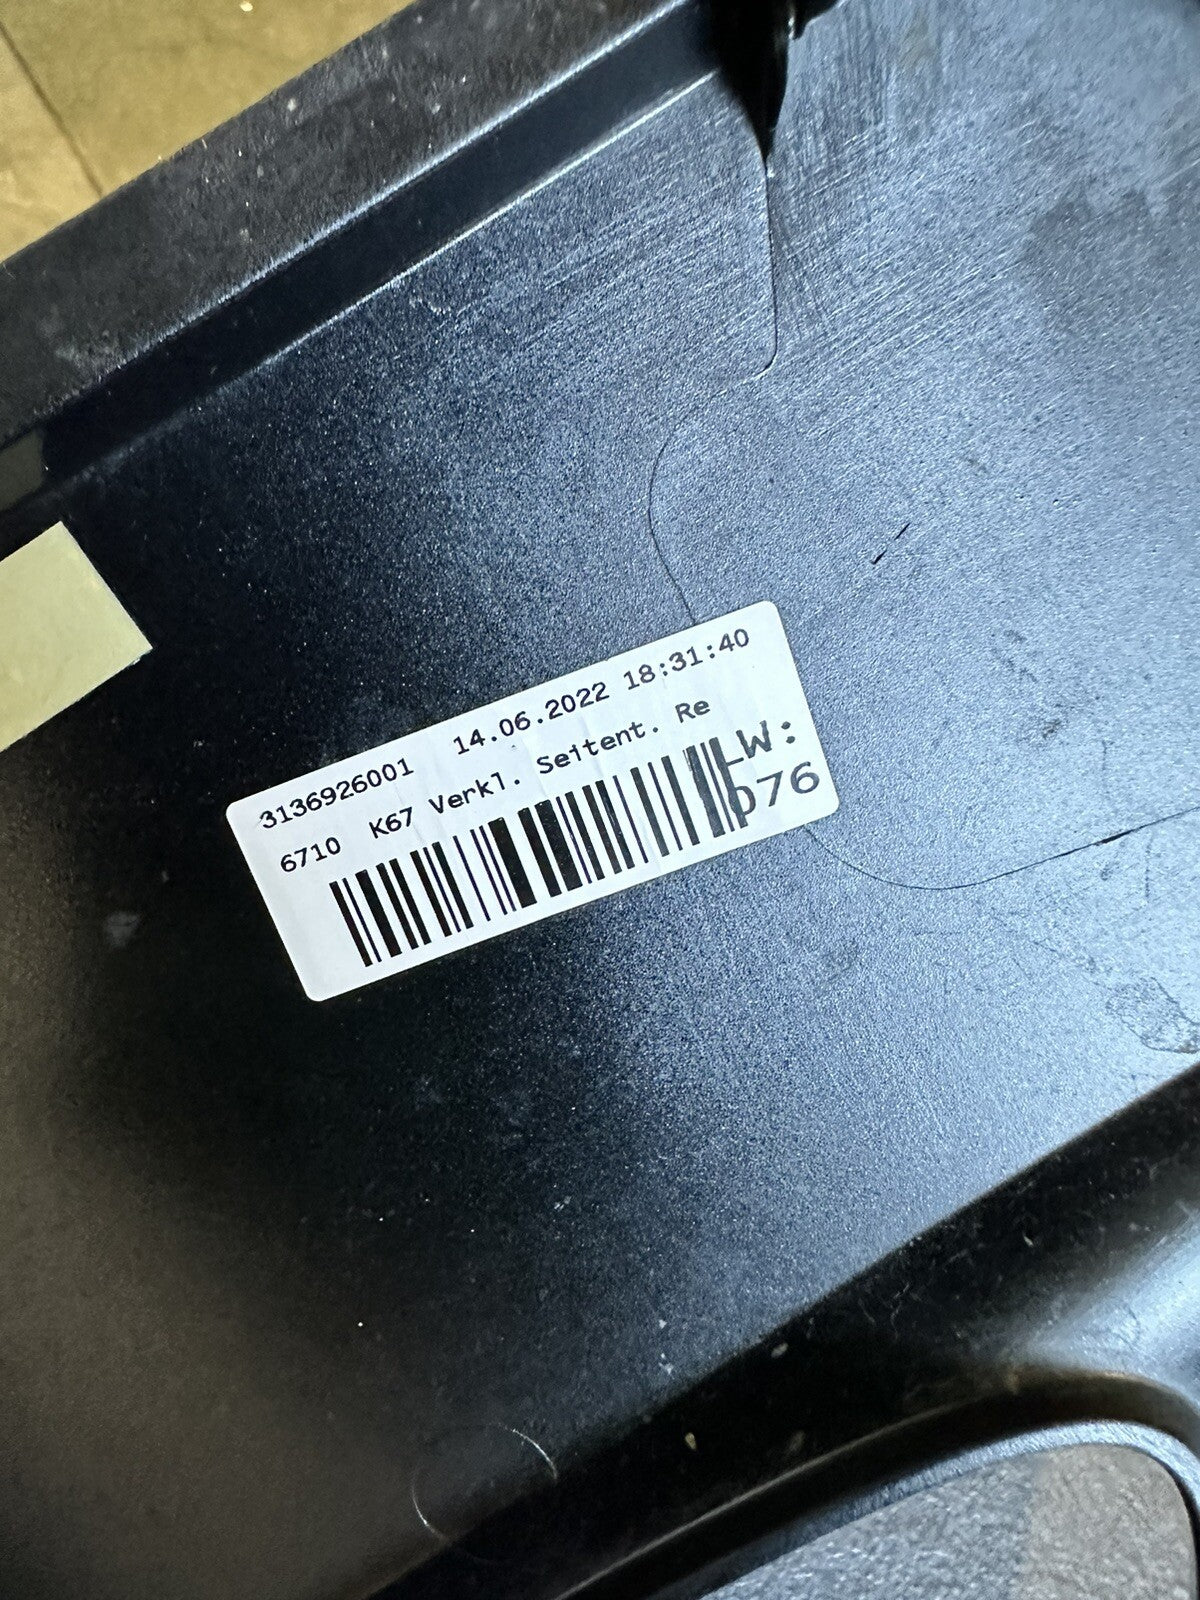 3136926001 14.06.2022 18:31:40
6710 K67 Verkl. Seitent. Re
LW:
076